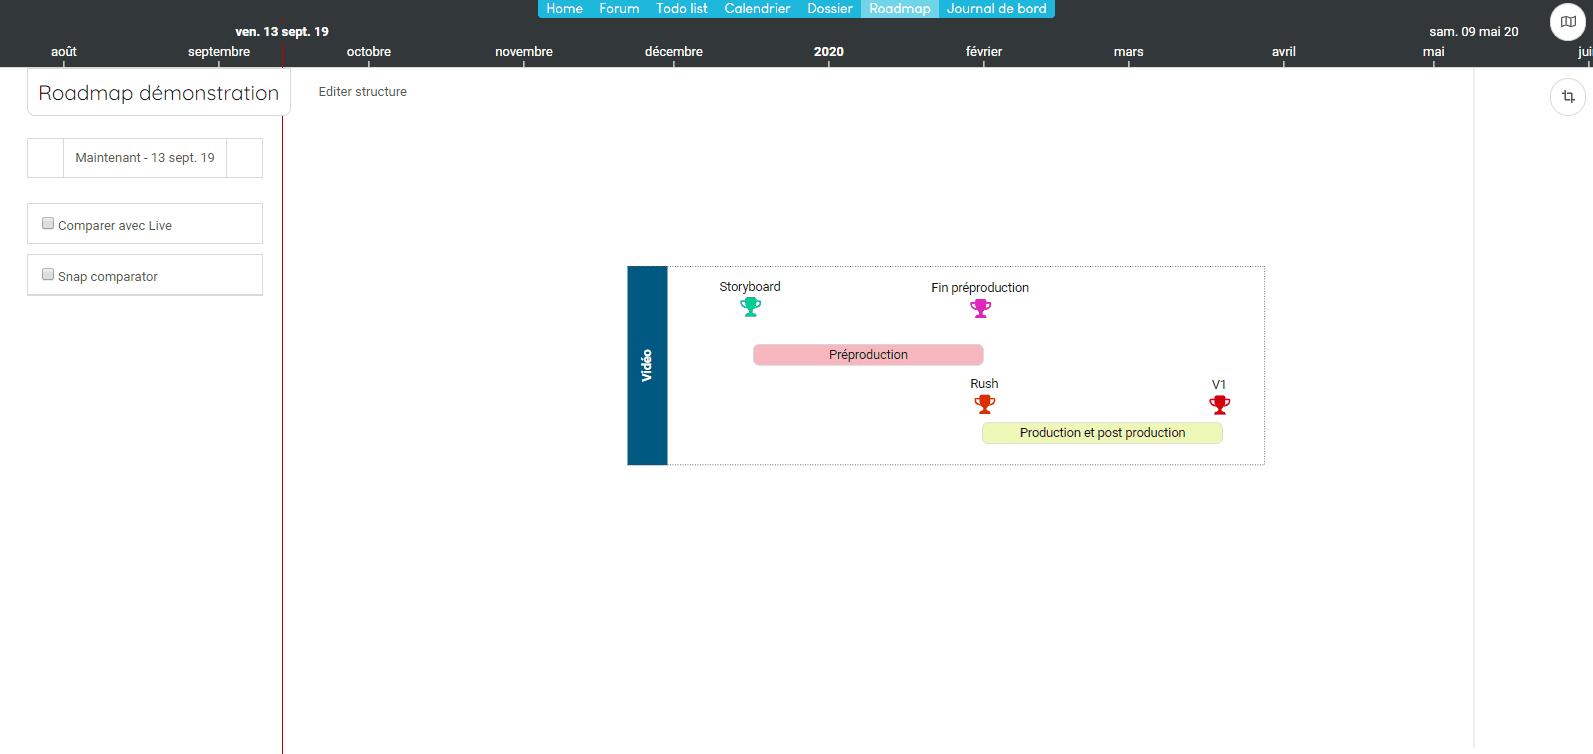 Home Forum Todo list Calendrier Dossier Roadmap Journal de bord
ven. 13 sept. 19 sam. 09 mai 20
août septembre octobre novembre décembre 2020 février mars avril mai
Roadmap démonstration
Editer structure
Maintenant - 13 sept. 19
Comparer avec Live
Snap comparator
Vidéo
Storyboard
Fin préproduction
Préproduction
Rush
V1
Production et post production